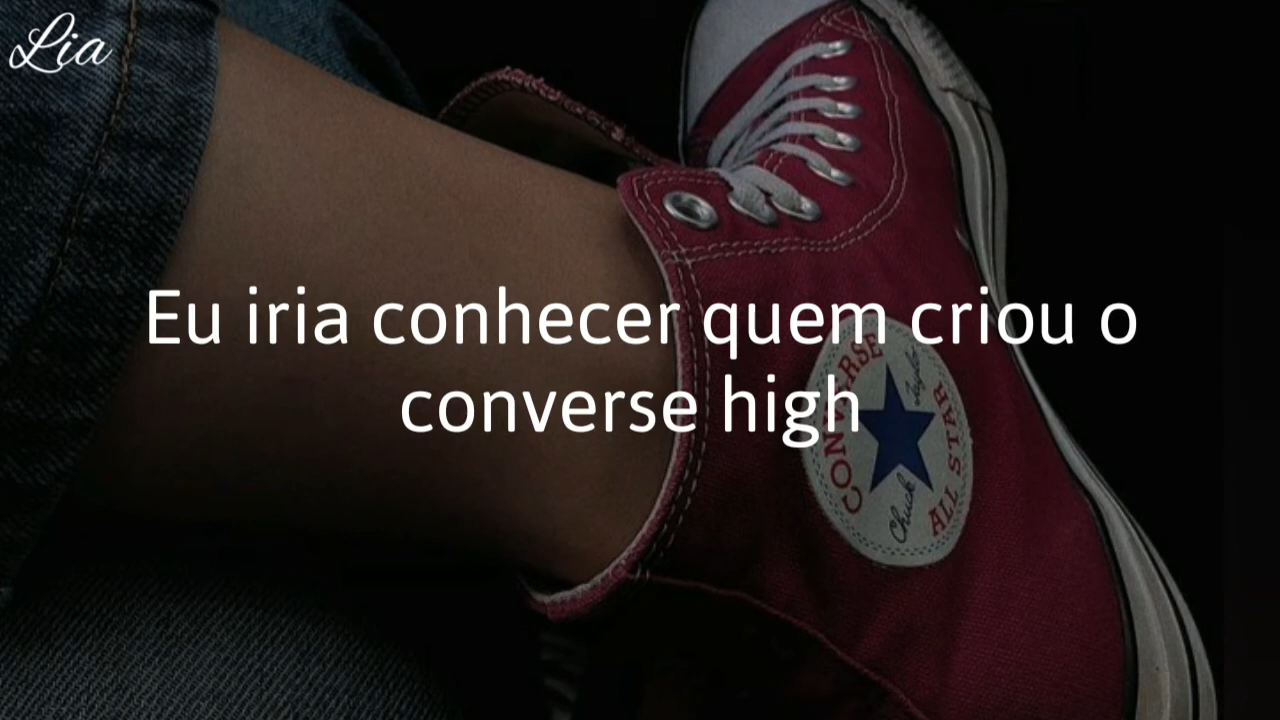 Lia
Eu iria conhecer quem criou o
converse high
CONVERSE
ALL STAR
Chuck
Taylor